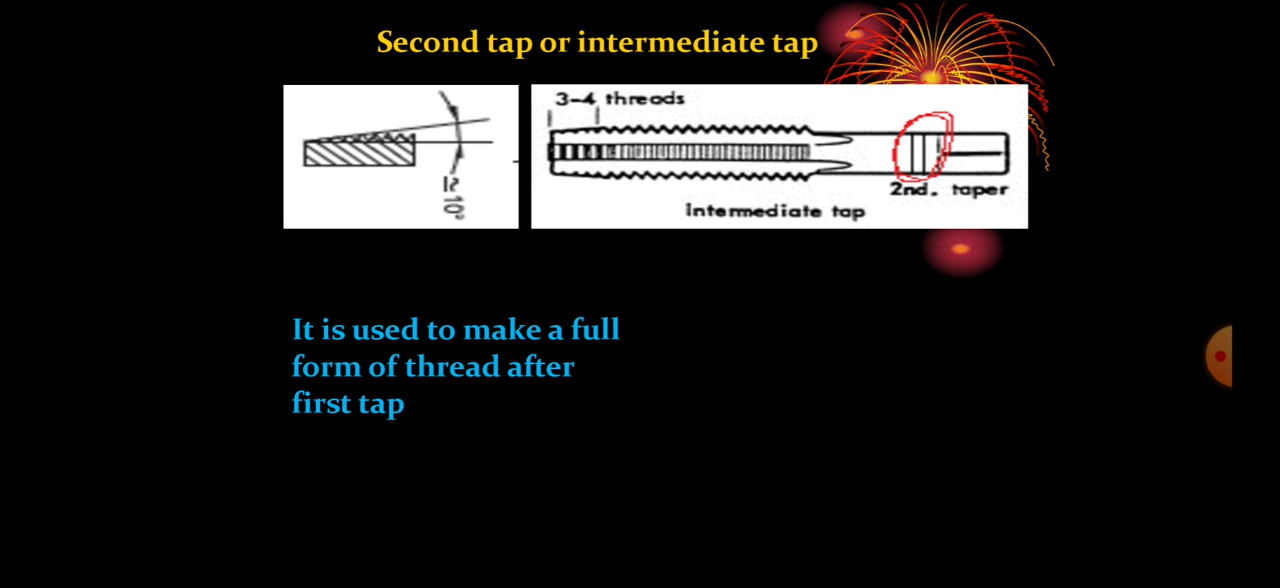 Second tap or intermediate tap
3-4 threads
10°
2nd. taper
Intermediate tap
It is used to make a full
form of thread after
first tap